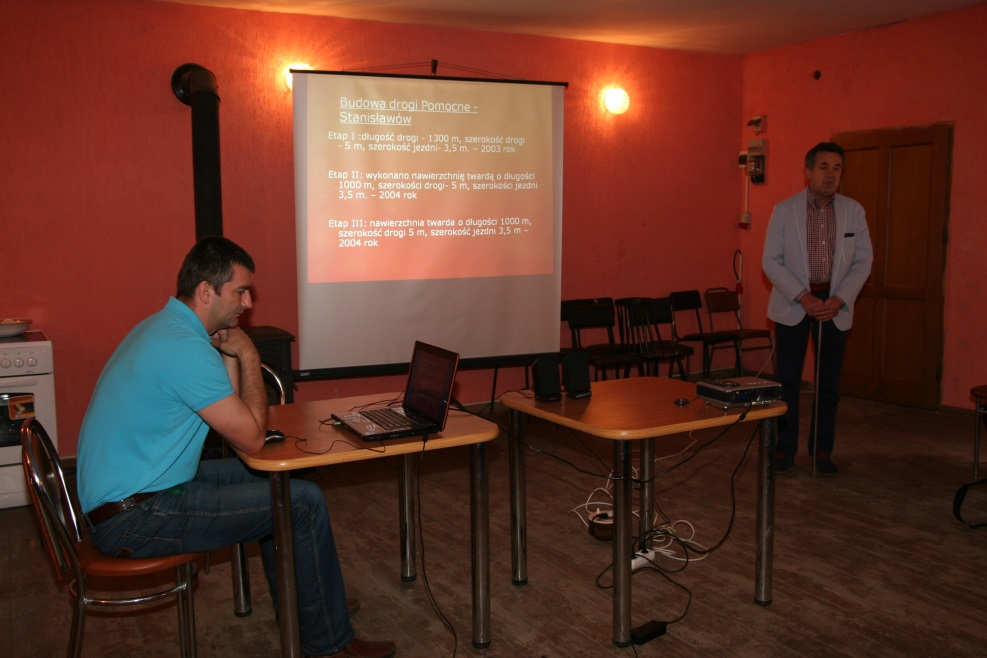 Budowa drogi Pomocne -
Stanisławów
Etap I :długość drogi - 1300 m, szerokość drogi
- 5 m, szerokość jezdni- 3,5 m. – 2003 rok
Etap II: wykonano nawierzchnię twardą o długości
1000 m, szerokości drogi- 5 m, szerokości jezdni
3,5 m. – 2004 rok
Etap III: nawierzchnia twarda o długości 1000 m,
szerokość drogi 5 m, szerokość jezdni 3,5 m –
2004 rok